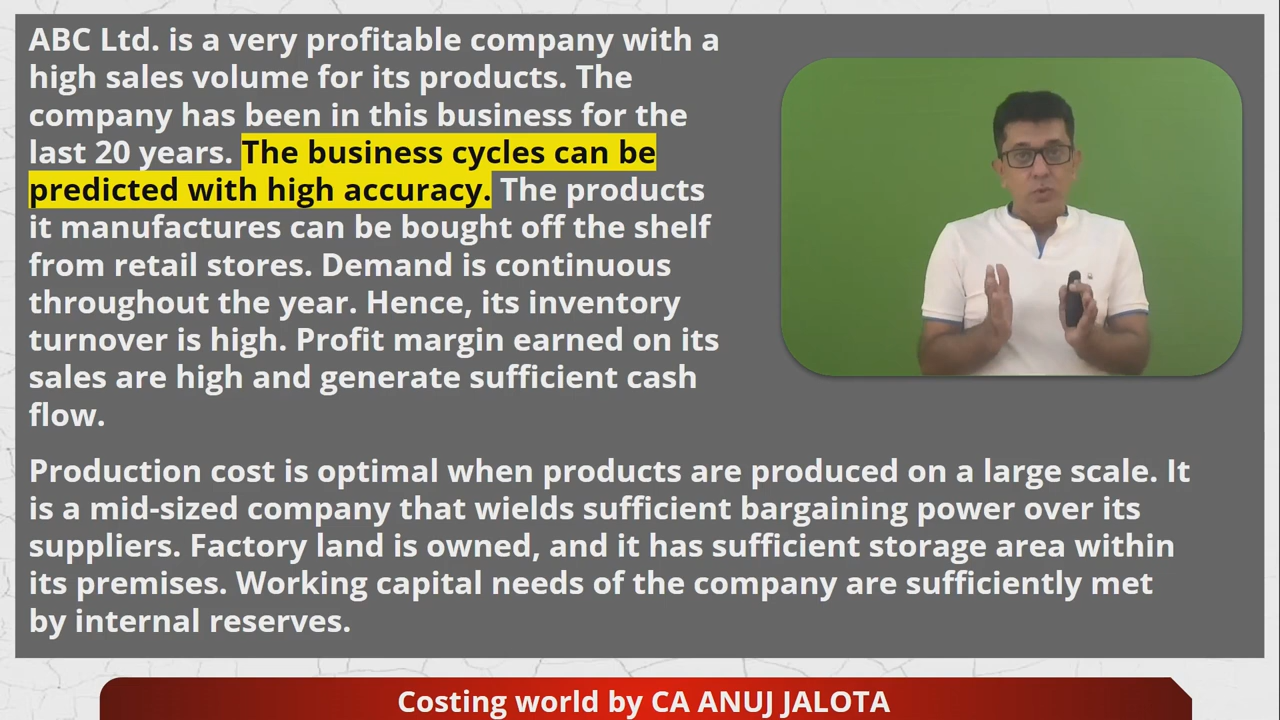 ABC Ltd. is a very profitable company with a
high sales volume for its products. The
company has been in this business for the
last 20 years. The business cycles can be
predicted with high accuracy. The products
it manufactures can be bought off the shelf
from retail stores. Demand is continuous
throughout the year. Hence, its inventory
turnover is high. Profit margin earned on its
sales are high and generate sufficient cash
flow.
Production cost is optimal when products are produced on a large scale. It
is a mid-sized company that wields sufficient bargaining power over its
suppliers. Factory land is owned, and it has sufficient storage area within
its premises. Working capital needs of the company are sufficiently met
by internal reserves.
Costing world by CA ANUJ JALOTA